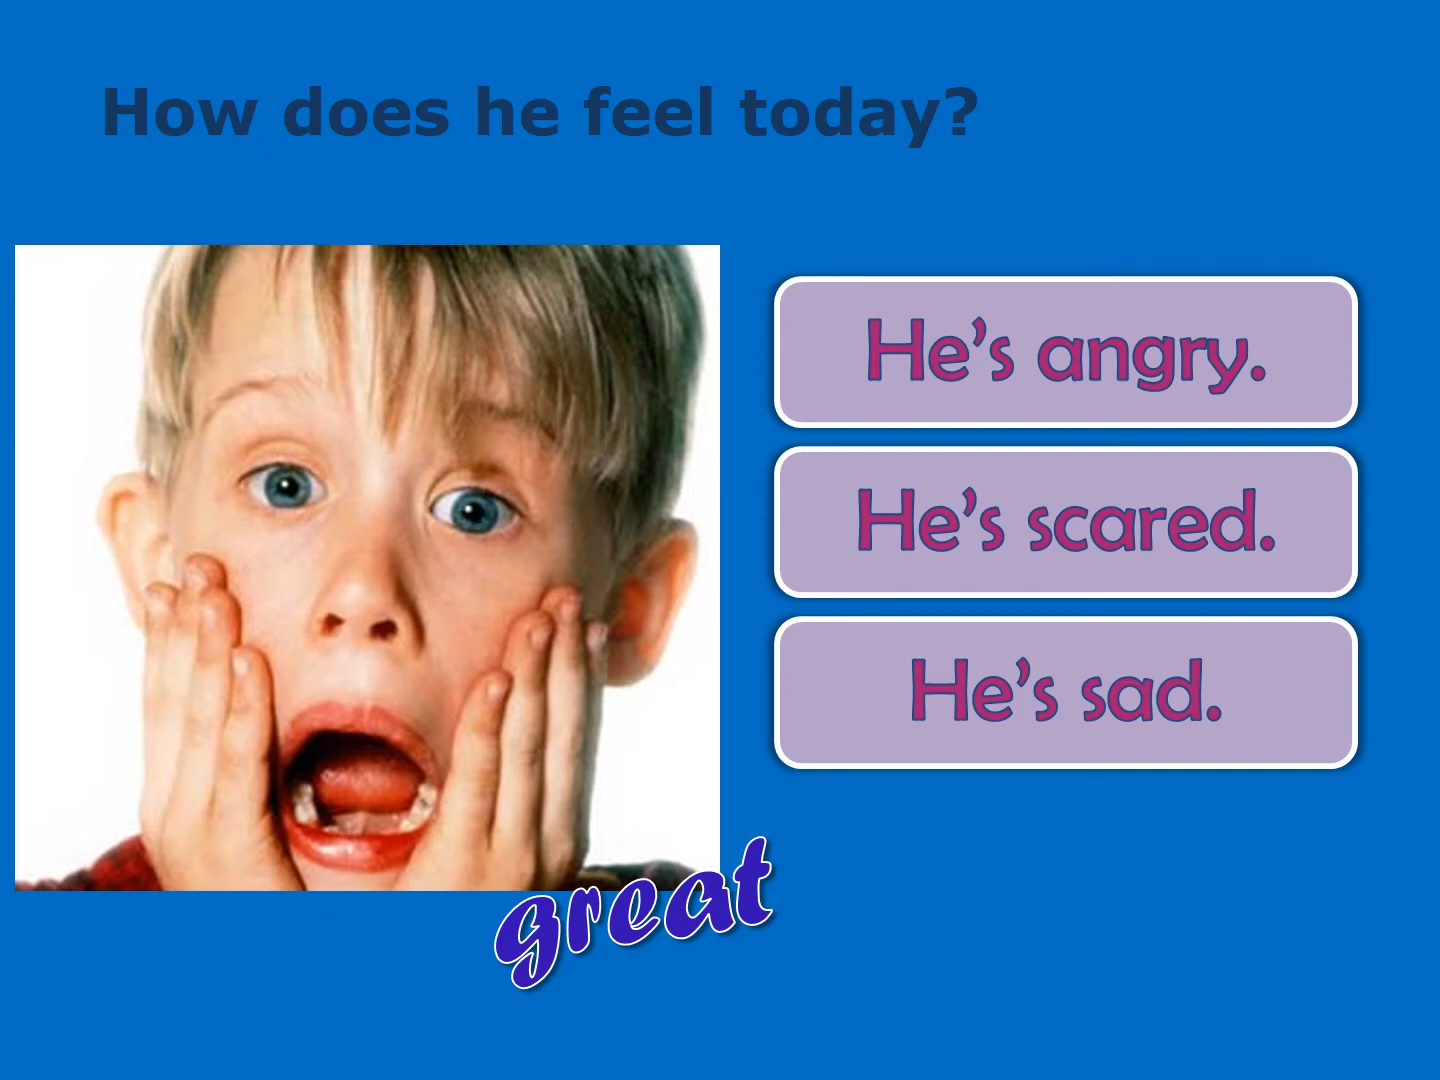 How does he feel today?
He’s angry.
He’s scared.
He’s sad.
great